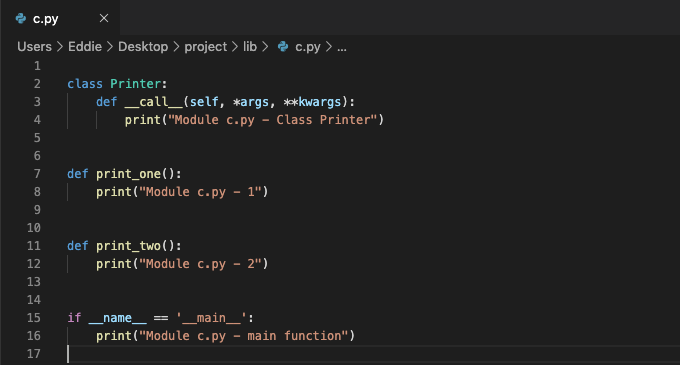 c.py ×
Users > Eddie > Desktop > project > lib > c.py > ...
1
2 class Printer:
3     def __call__(self, *args, **kwargs):
4         print("Module c.py - Class Printer")
5
6
7 def print_one():
8     print("Module c.py - 1")
9
10
11 def print_two():
12     print("Module c.py - 2")
13
14
15 if __name__ == '__main__':
16     print("Module c.py - main function")
17